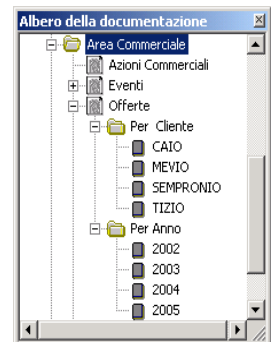 Albero della documentazione
Area Commerciale
Azioni Commerciali
Eventi
Offerte
Per Cliente
CAIO
MEVIO
SEMPRONIO
TIZIO
Per Anno
2002
2003
2004
2005